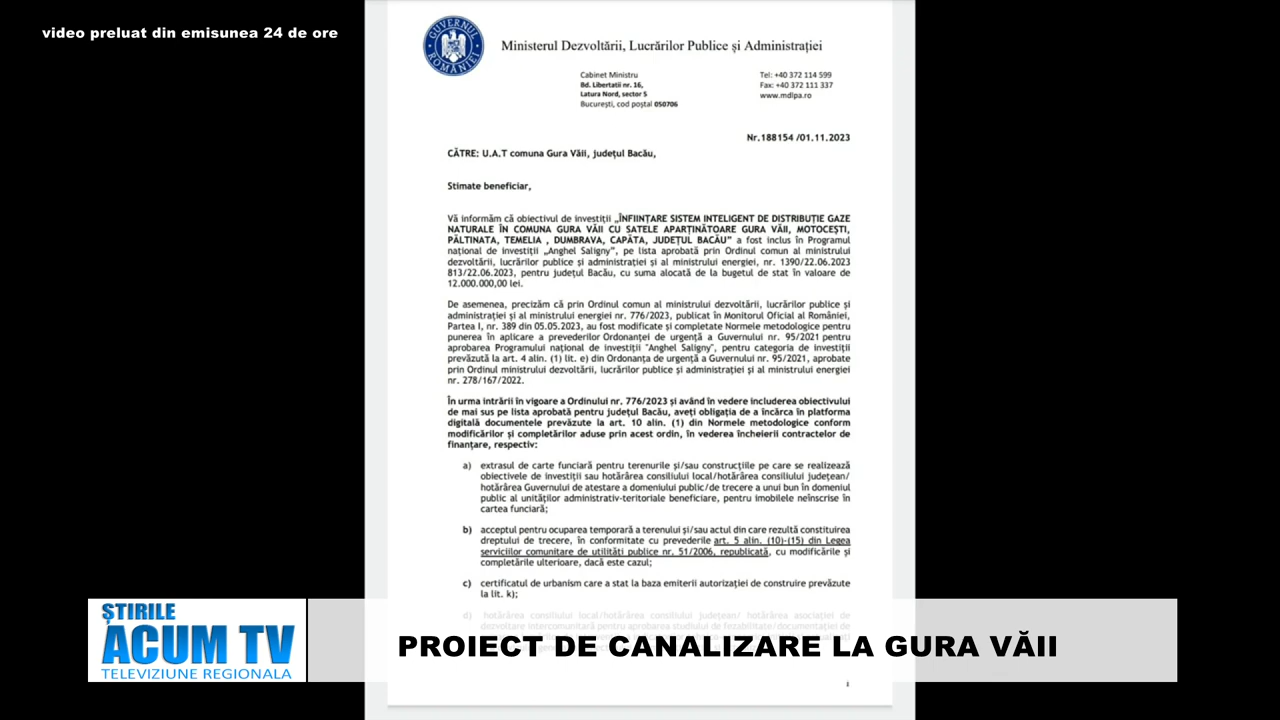 video preluat din emisunea 24 de ore
GUVERNUL ROMÂNIEI
Ministerul Dezvoltării, Lucrărilor Publice și Administrației
Cabinet Ministru
Bd. Libertatii nr. 16,
Latura Nord, sector 5
București, cod poștal 050706
Tel: +40 372 114 599
Fax: +40 372 111 337
www.mdlpa.ro
Nr.188154 /01.11.2023
CĂTRE: U.A.T comuna Gura Văii, județul Bacău,
Stimate beneficiar,
Vă informăm că obiectivul de investiții „ÎNFIINȚARE SISTEM INTELIGENT DE DISTRIBUȚIE GAZE
NATURALE ÎN COMUNA GURA VĂII CU SATELE APARȚINĂTOARE GURA VĂII, MOTOCEȘTI,
PĂLTINATA, TEMELIA , DUMBRAVA, CAPĂTA, JUDEȚUL BACĂU” a fost inclus în Programul
național de investiții „Anghel Saligny”, pe lista aprobată prin Ordinul comun al ministrului
dezvoltării, lucrărilor publice și administrației și al ministrului energiei, nr. 1390/22.06.2023
813/22.06.2023, pentru județul Bacău, cu suma alocată de la bugetul de stat în valoare de
12.000.000,00 lei.
De asemenea, precizăm că prin Ordinul comun al ministrului dezvoltării, lucrărilor publice și
administrației și al ministrului energiei nr. 776/2023, publicat în Monitorul Oficial al României,
Partea I, nr. 389 din 05.05.2023, au fost modificate și completate Normele metodologice pentru
punerea în aplicare a prevederilor Ordonanței de urgență a Guvernului nr. 95/2021 pentru
aprobarea Programului național de investiții "Anghel Saligny", pentru categoria de investiții
prevăzută la art. 4 alin. (1) lit. e) din Ordonanța de urgență a Guvernului nr. 95/2021, aprobate
prin Ordinul ministrului dezvoltării, lucrărilor publice și administrației și al ministrului energiei
nr. 278/167/2022.
În urma intrării în vigoare a Ordinului nr. 776/2023 și având în vedere includerea obiectivului
de mai sus pe lista aprobată pentru județul Bacău, aveți obligația de a încărca în platforma
digitală documentele prevăzute la art. 10 alin. (1) din Normele metodologice conform
modificărilor și completărilor aduse prin acest ordin, în vederea încheierii contractelor de
finanțare, respectiv:
a) extrasul de carte funciară pentru terenurile și/sau construcțiile pe care se realizează
obiectivele de investiții sau hotărârea consiliului local/hotărârea consiliului județean/
hotărârea Guvernului de atestare a domeniului public/de trecere a unui bun în domeniul
public al unităților administrativ-teritoriale beneficiare, pentru imobilele neînscrise în
cartea funciară;
b) acceptul pentru ocuparea temporară a terenului și/sau actul din care rezultă constituirea
dreptului de trecere, în conformitate cu prevederile art. 5 alin. (10)-(15) din Legea
serviciilor comunitare de utilități publice nr. 51/2006, republicată, cu modificările și
completările ulterioare, dacă este cazul;
c) certificatul de urbanism care a stat la baza emiterii autorizației de construire prevăzute
la lit. k);
d) hotărârea consiliului local/hotărârea consiliului județean/ hotărârea asociației de
dezvoltare intercomunitară pentru aprobarea studiului de fezabilitate/documentației de
ȘTIRILE
ACUM TV
TELEVIZIUNE REGIONALA
PROIECT DE CANALIZARE LA GURA VĂII
1